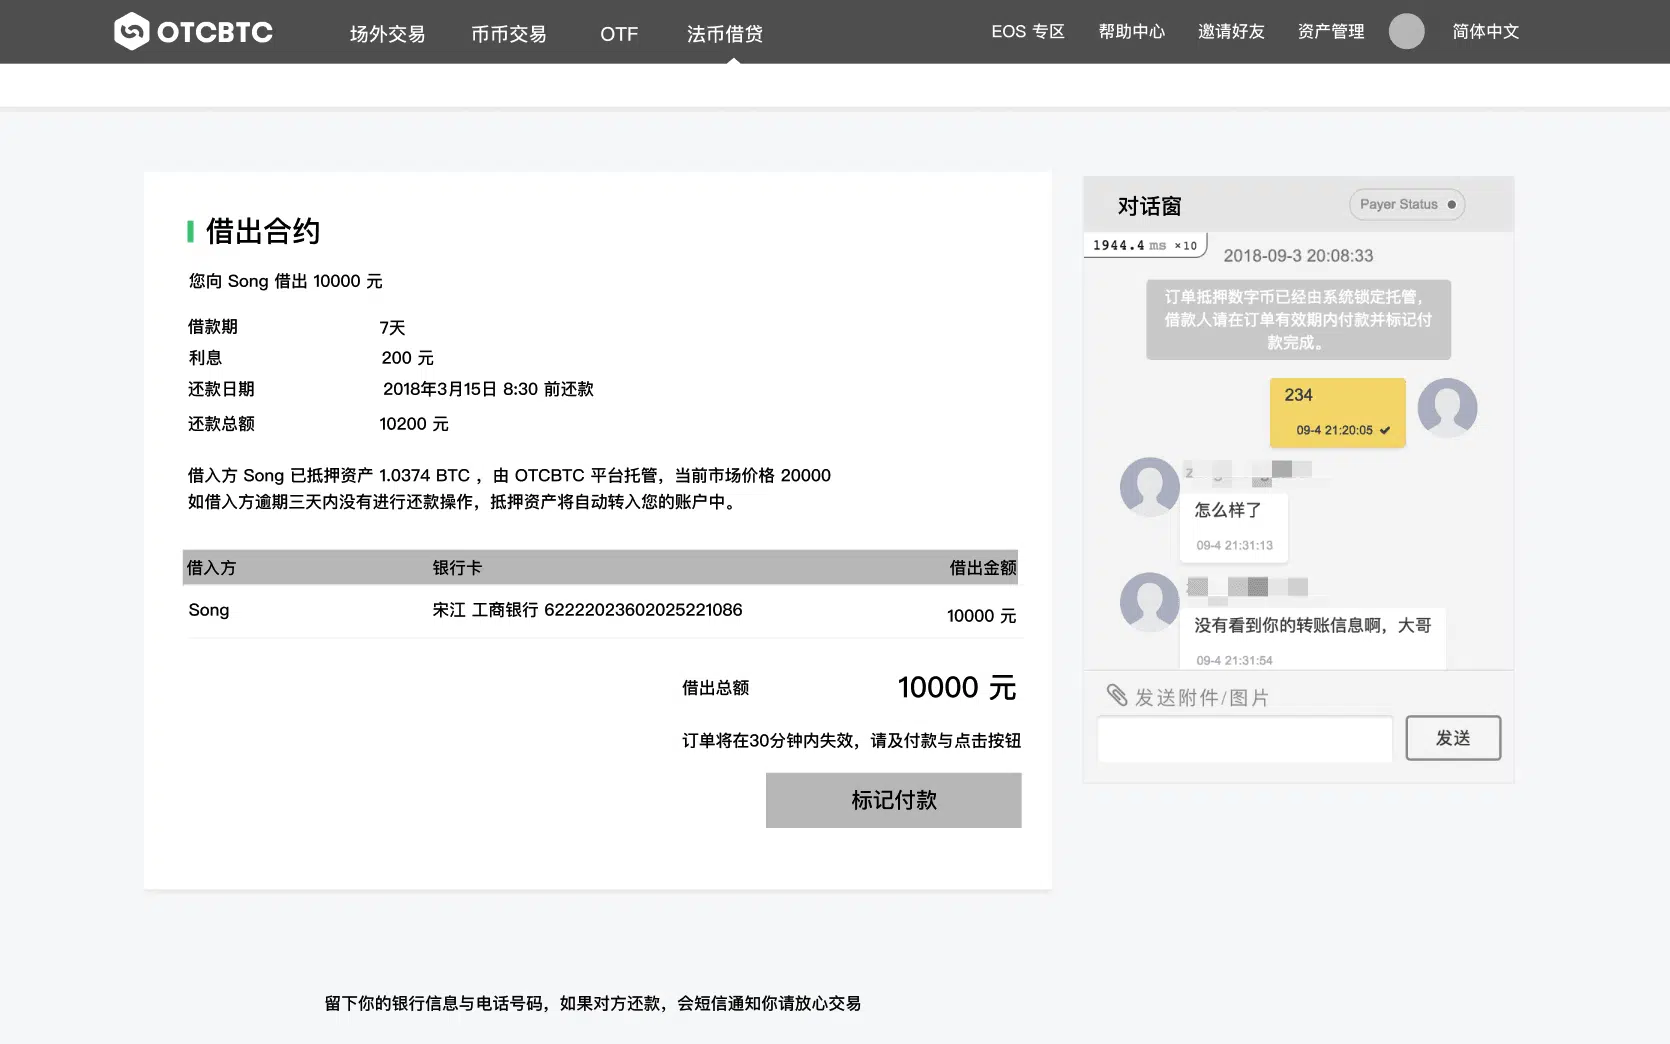 OTCBTC 场外交易 币币交易 OTF 法币借贷 EOS 专区 帮助中心 邀请好友 资产管理 简体中文
借出合约
您向 Song 借出 10000 元
借款期 7天
利息 200 元
还款日期 2018年3月15日 8:30 前还款
还款总额 10200 元
借入方 Song 已抵押资产 1.0374 BTC ，由 OTCBTC 平台托管，当前市场价格 20000
如借入方逾期三天内没有进行还款操作，抵押资产将自动转入您的账户中。
借入方 银行卡 借出金额
Song 宋江 工商银行 62222023602025221086 10000 元
借出总额 10000 元
订单将在30分钟内失效，请及付款与点击按钮
标记付款
留下你的银行信息与电话号码，如果对方还款，会短信通知你请放心交易
对话窗 Payer Status
1944.4 ms ×10
2018-09-3 20:08:33
订单抵押数字币已经由系统锁定托管，
借款人请在订单有效期内付款并标记付
款完成。
234
09-4 21:20:05
怎么样了
09-4 21:31:13
没有看到你的转账信息啊，大哥
09-4 21:31:54
发送附件/图片
发送